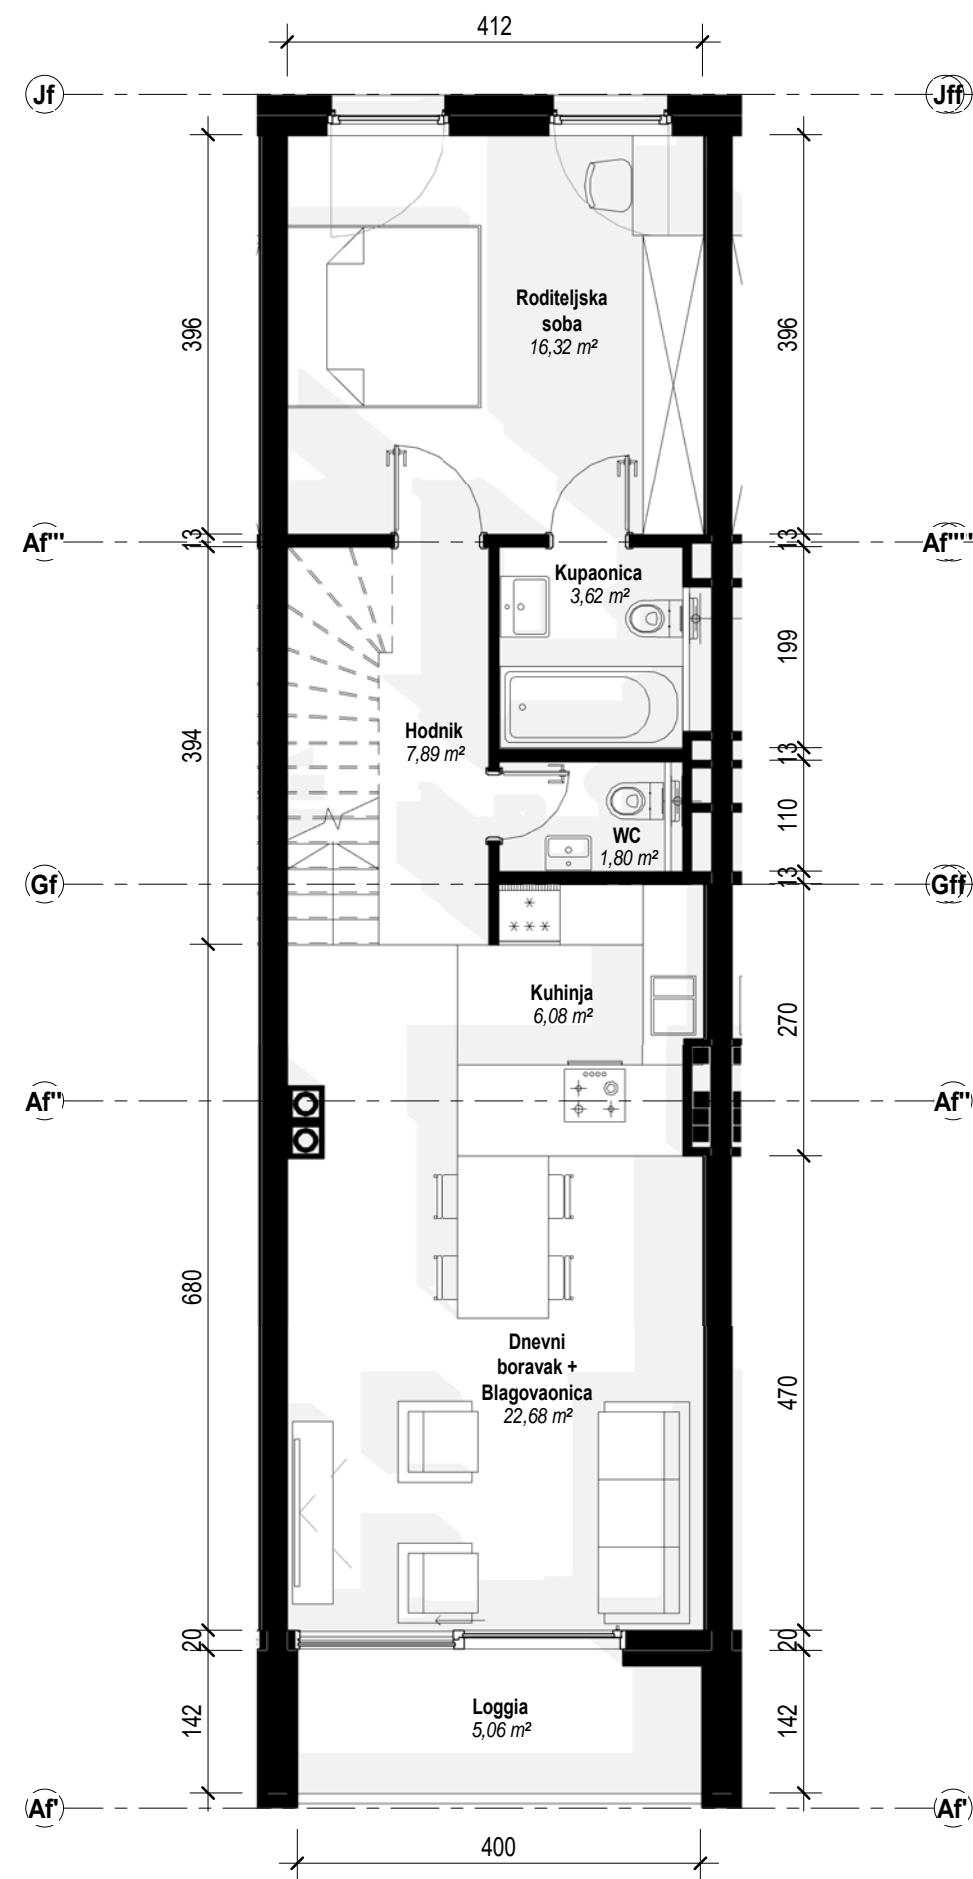 412
Jf
Jff
396
Roditeljska
soba
16,32 m²
396
Af'''
13
13
Af''''
Kupaonica
3,62 m²
199
394
Hodnik
7,89 m²
13
13
110
WC
1,80 m²
Gf
13
Gff
Kuhinja
6,08 m²
270
Af''
Af''
680
Dnevni
boravak +
Blagovaonica
22,68 m²
470
20
20
142
Loggia
5,06 m²
142
Af'
Af'
400